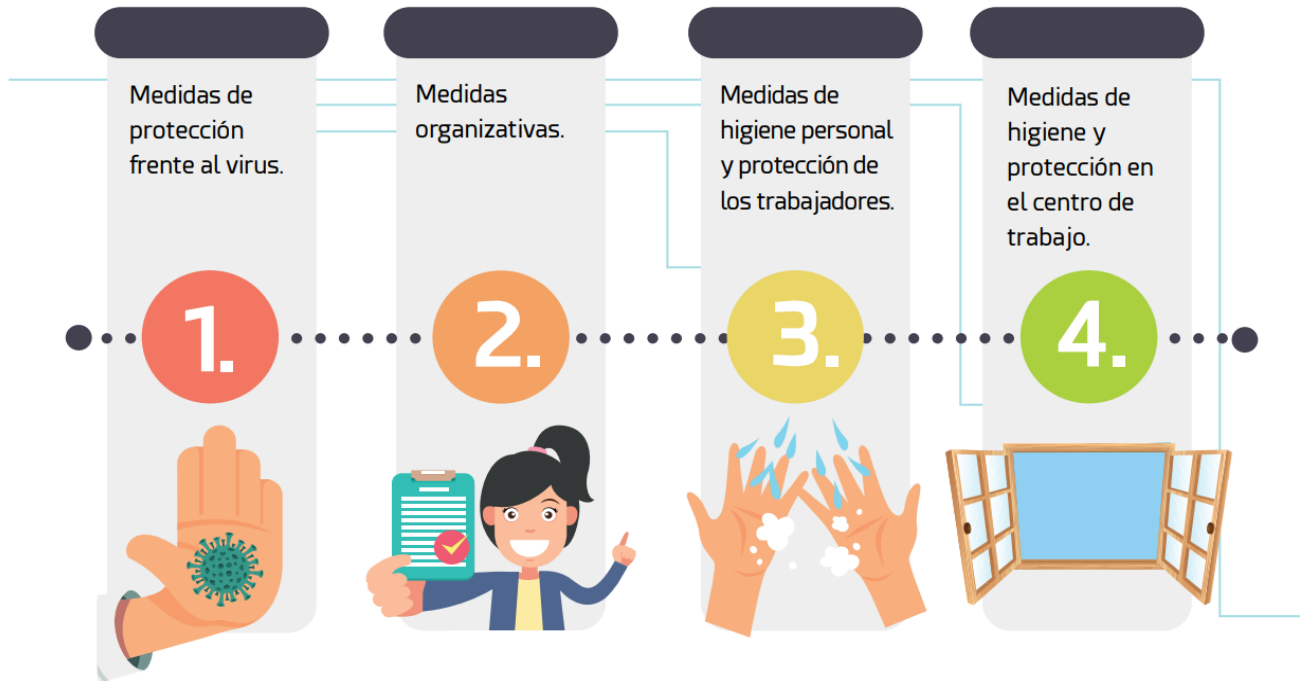 Medidas de
protección
frente al virus.
Medidas
organizativas.
Medidas de
higiene personal
y protección de
los trabajadores.
Medidas de
higiene y
protección en
el centro de
trabajo.
1.
2.
3.
4.